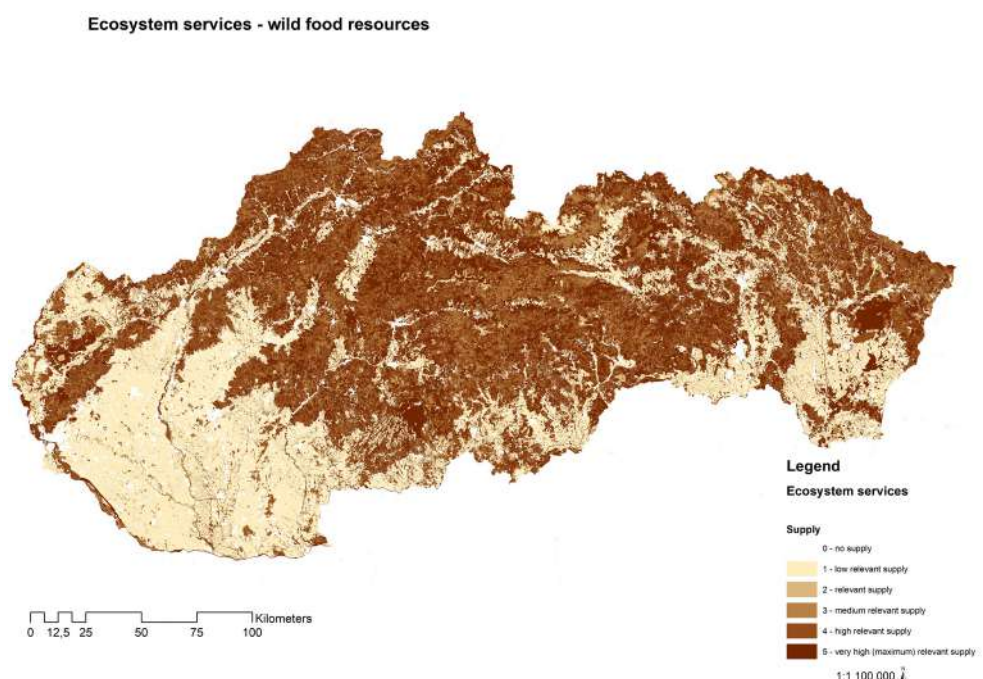 Ecosystem services - wild food resources
Legend
Ecosystem services
Supply
0 - no supply
1 - low relevant supply
2 - relevant supply
3 - medium relevant supply
4 - high relevant supply
5 - very high (maximum) relevant supply
Kilometers
0 12,5 25 50 75 100
1:1 100 000
N